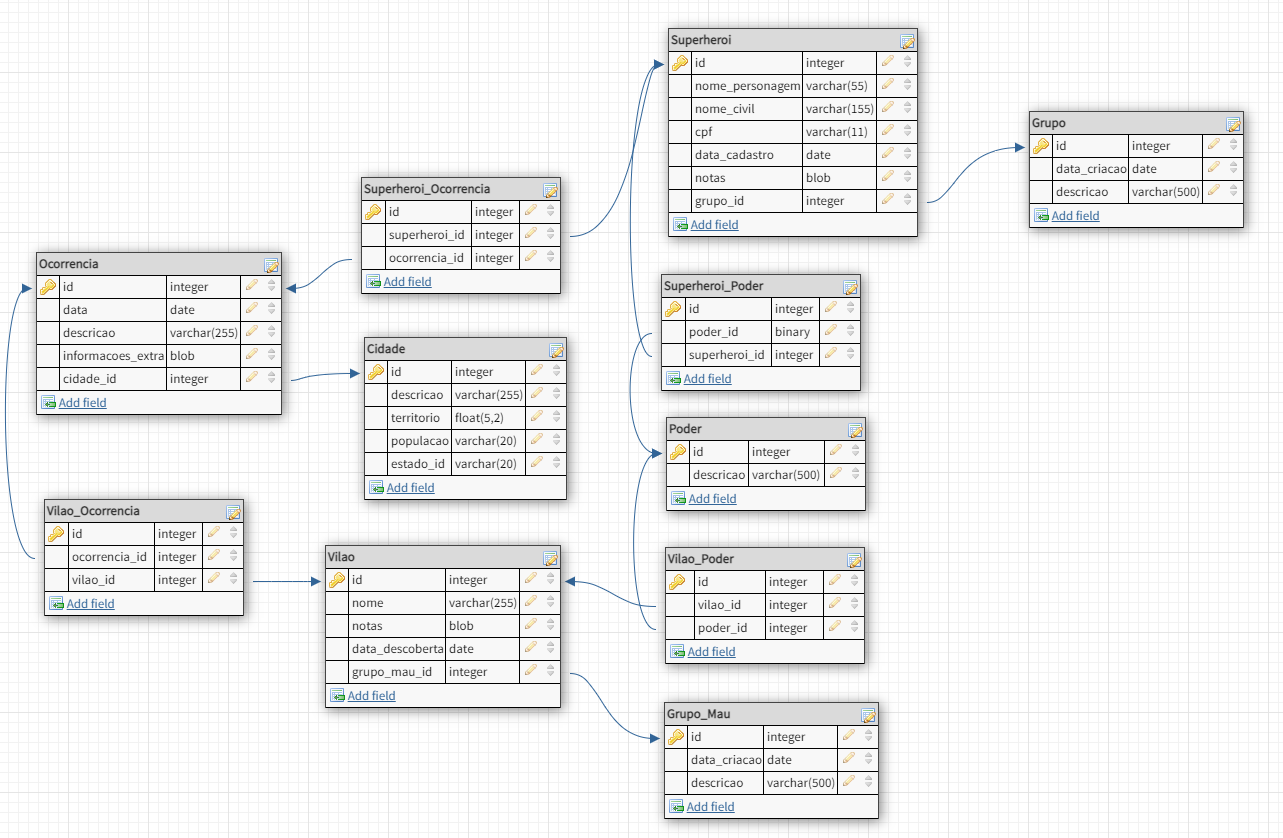 Superheroi
id integer
nome_personagem varchar(55)
nome_civil varchar(155)
cpf varchar(11)
data_cadastro date
notas blob
grupo_id integer
Add field
Grupo
id integer
data_criacao date
descricao varchar(500)
Add field
Superheroi_Ocorrencia
id integer
superheroi_id integer
ocorrencia_id integer
Add field
Ocorrencia
id integer
data date
descricao varchar(255)
informacoes_extra blob
cidade_id integer
Add field
Superheroi_Poder
id integer
poder_id binary
superheroi_id integer
Add field
Cidade
id integer
descricao varchar(255)
territorio float(5,2)
populacao varchar(20)
estado_id varchar(20)
Add field
Poder
id integer
descricao varchar(500)
Add field
Vilao_Ocorrencia
id integer
ocorrencia_id integer
vilao_id integer
Add field
Vilao
id integer
nome varchar(255)
notas blob
data_descoberta date
grupo_mau_id integer
Add field
Vilao_Poder
id integer
vilao_id integer
poder_id integer
Add field
Grupo_Mau
id integer
data_criacao date
descricao varchar(500)
Add field